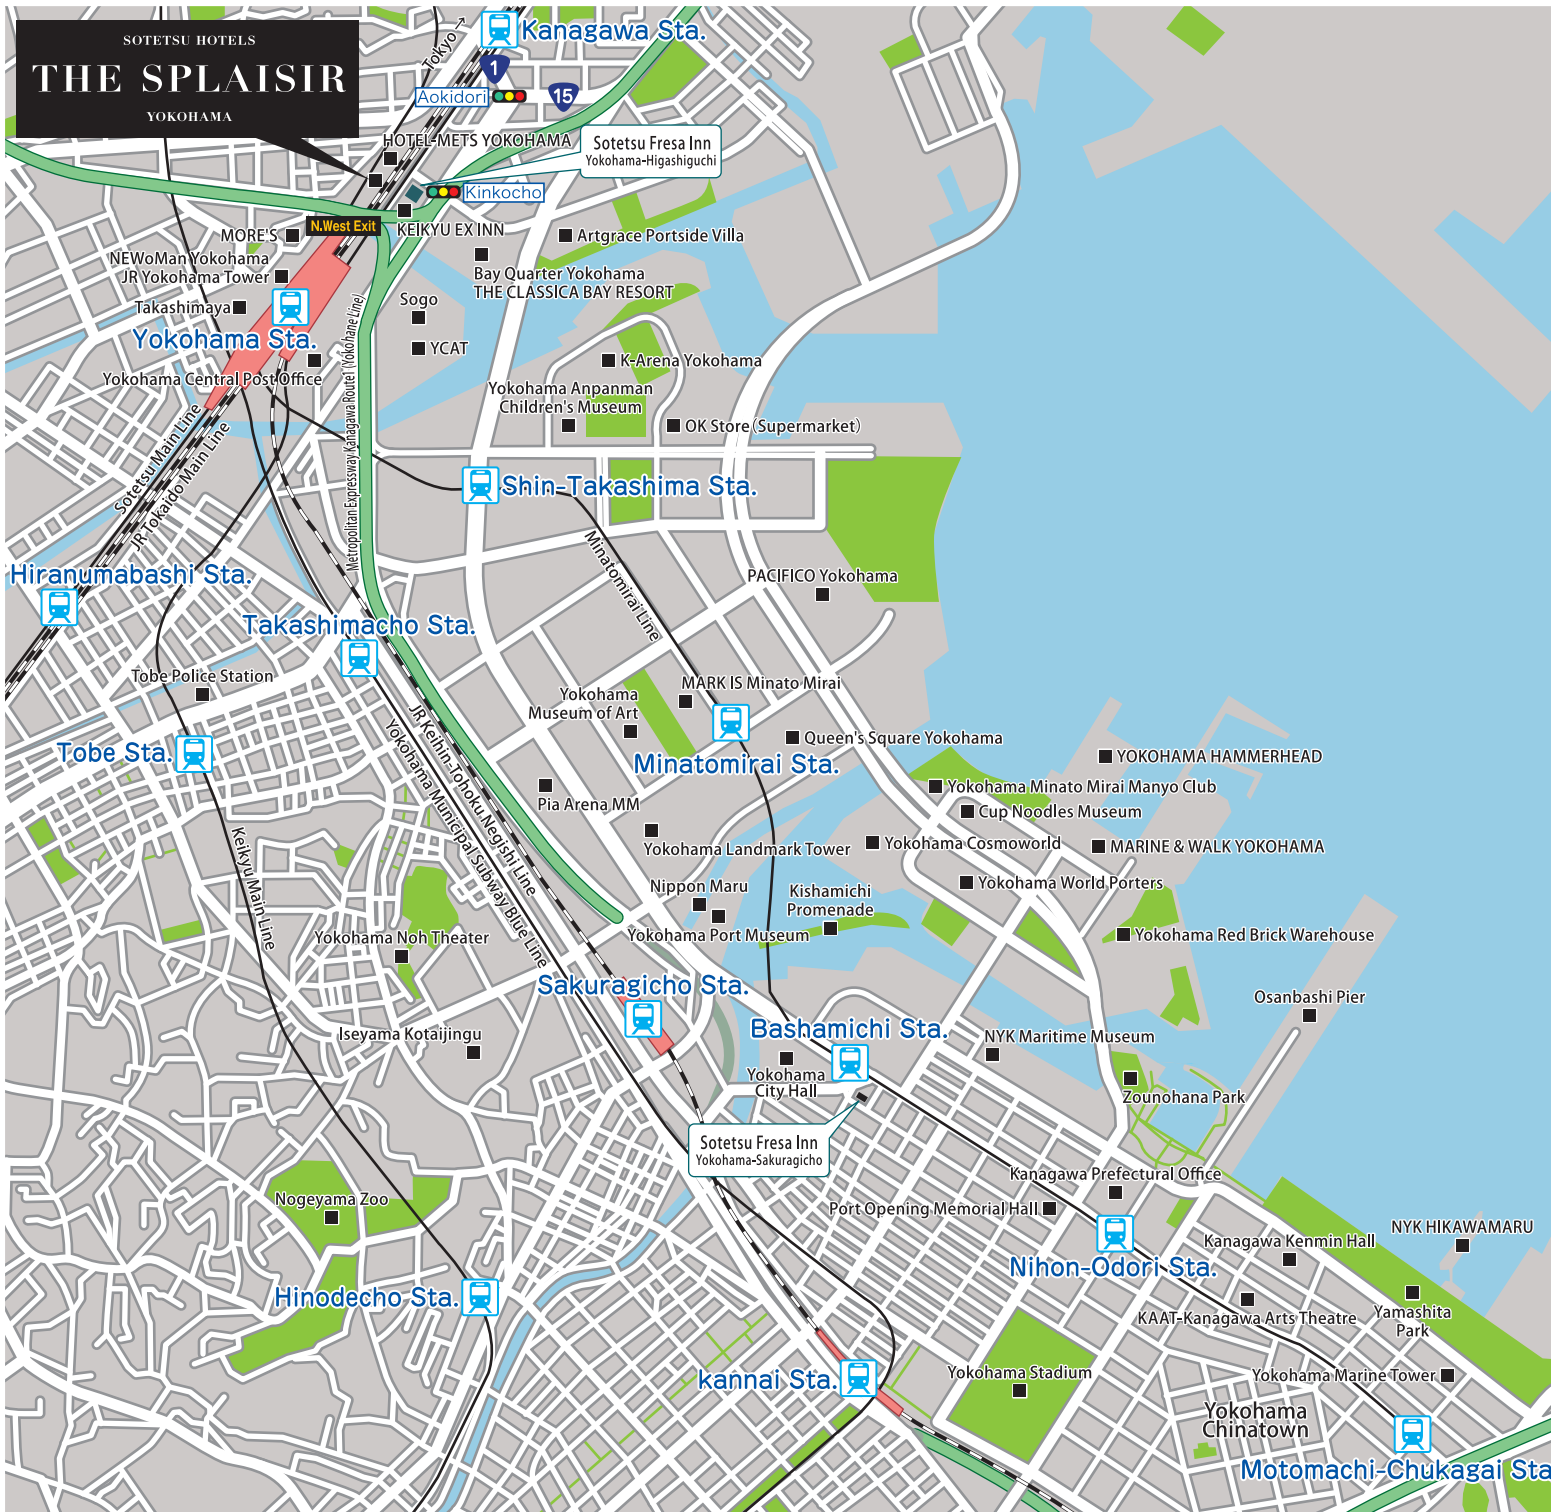 SOTETSU HOTELS
THE SPLAISIR
YOKOHAMA
Tokyo →
Kanagawa Sta.
1
Aokidori
15
HOTEL-METS YOKOHAMA
Sotetsu Fresa Inn
Yokohama-Higashiguchi
Kinkocho
N.West Exit
KEIKYU EX INN
MORE'S
Artgrace Portside Villa
NEWoMan Yokohama
JR Yokohama Tower
Bay Quarter Yokohama
THE CLASSICA BAY RESORT
Takashimaya
Sogo
Yokohama Sta.
YCAT
K-Arena Yokohama
Yokohama Central Post Office
Metropolitan Expressway Kanagawa Route1 (Yokohane Line)
Yokohama Anpanman
Children's Museum
OK Store (Supermarket)
Sotetsu Main Line
JR Tokaido Main Line
Shin-Takashima Sta.
Minatomirai Line
Hiranumabashi Sta.
PACIFICO Yokohama
Takashimacho Sta.
Tobe Police Station
MARK IS Minato Mirai
Yokohama
Museum of Art
JR Keihin-Tohoku Negishi Line
Yokohama Municipal Subway Blue Line
Queen's Square Yokohama
Tobe Sta.
Minatomirai Sta.
YOKOHAMA HAMMERHEAD
Pia Arena MM
Yokohama Minato Mirai Manyo Club
Cup Noodles Museum
Keikyu Main Line
Yokohama Landmark Tower
Yokohama Cosmoworld
MARINE & WALK YOKOHAMA
Nippon Maru
Kishamichi
Promenade
Yokohama World Porters
Yokohama Noh Theater
Yokohama Port Museum
Yokohama Red Brick Warehouse
Sakuragicho Sta.
Osanbashi Pier
Iseyama Kotaijingu
Bashamichi Sta.
NYK Maritime Museum
Yokohama
City Hall
Zounohana Park
Sotetsu Fresa Inn
Yokohama-Sakuragicho
Kanagawa Prefectural Office
Nogeyama Zoo
Port Opening Memorial Hall
NYK HIKAWAMARU
Kanagawa Kenmin Hall
Nihon-Odori Sta.
Hinodecho Sta.
KAAT-Kanagawa Arts Theatre
Yamashita
Park
kannai Sta.
Yokohama Stadium
Yokohama Marine Tower
Yokohama
Chinatown
Motomachi-Chukagai Sta